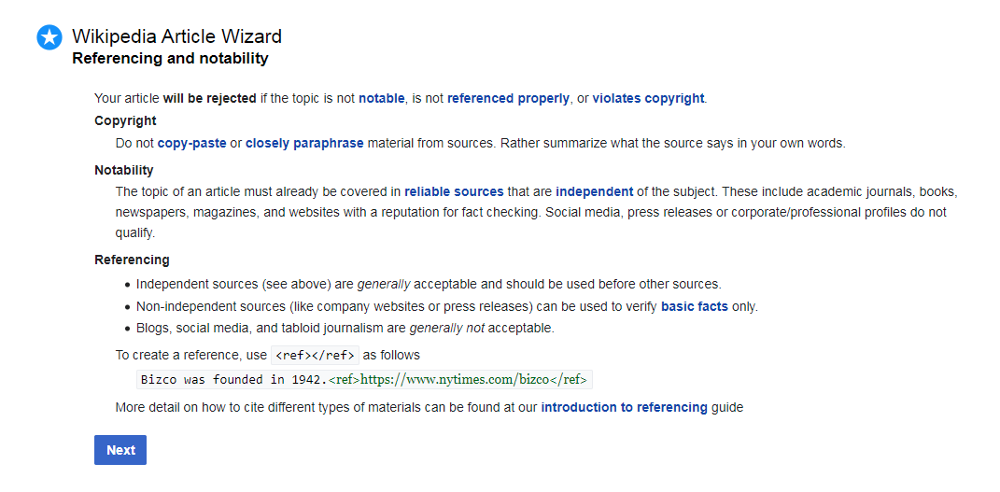 Wikipedia Article Wizard
Referencing and notability
Your article will be rejected if the topic is not notable, is not referenced properly, or violates copyright.
Copyright
Do not copy-paste or closely paraphrase material from sources. Rather summarize what the source says in your own words.
Notability
The topic of an article must already be covered in reliable sources that are independent of the subject. These include academic journals, books,
newspapers, magazines, and websites with a reputation for fact checking. Social media, press releases or corporate/professional profiles do not
qualify.
Referencing
• Independent sources (see above) are generally acceptable and should be used before other sources.
• Non-independent sources (like company websites or press releases) can be used to verify basic facts only.
• Blogs, social media, and tabloid journalism are generally not acceptable.
To create a reference, use <ref></ref> as follows
Bizco was founded in 1942.<ref>https://www.nytimes.com/bizco</ref>
More detail on how to cite different types of materials can be found at our introduction to referencing guide
Next